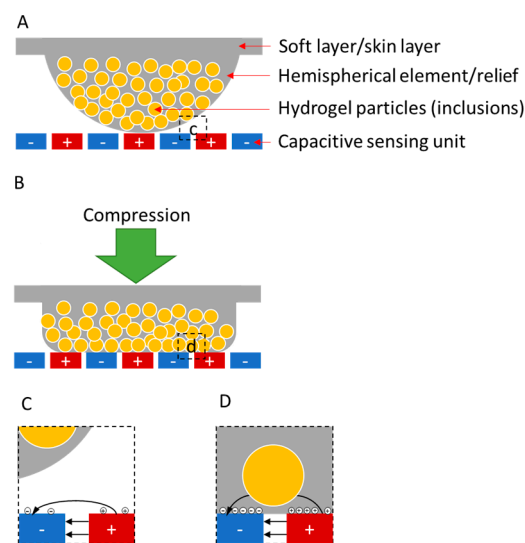 A
Soft layer/skin layer
Hemispherical element/relief
Hydrogel particles (inclusions)
c
- + - + - + -
Capacitive sensing unit
B
Compression
d
- + - + - + -
C
D
- +
- +